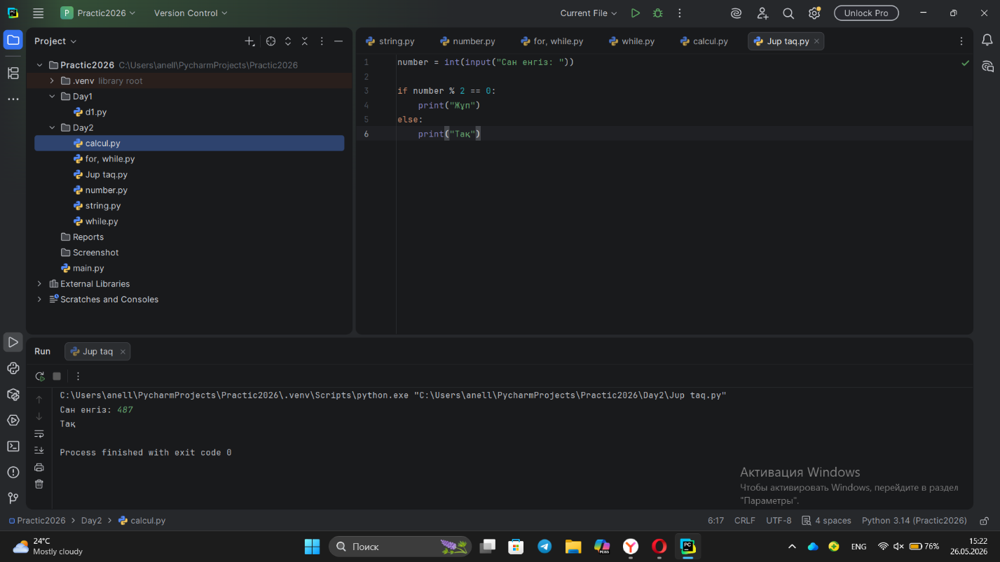 Practic2026
Version Control
Current File
Unlock Pro
Project
string.py
number.py
for, while.py
while.py
calcul.py
Jup taq.py
Practic2026 C:\Users\anell\PycharmProjects\Practic2026
.venv library root
Day1
d1.py
Day2
calcul.py
for, while.py
Jup taq.py
number.py
string.py
while.py
Reports
Screenshot
main.py
External Libraries
Scratches and Consoles
1 number = int(input("Сан енгіз: "))
2
3 if number % 2 == 0:
4 print("Жұп")
5 else:
6 print("Тақ")
Run
Jup taq
C:\Users\anell\PycharmProjects\Practic2026\.venv\Scripts\python.exe "C:\Users\anell\PycharmProjects\Practic2026\Day2\Jup taq.py"
Сан енгіз: 487
Тақ
Process finished with exit code 0
Активация Windows
Чтобы активировать Windows, перейдите в раздел
"Параметры".
Practic2026 > Day2 > calcul.py
6:17 CRLF UTF-8 4 spaces Python 3.14 (Practic2026)
24°C
Mostly cloudy
Поиск
ENG
76%
15:22
26.05.2026